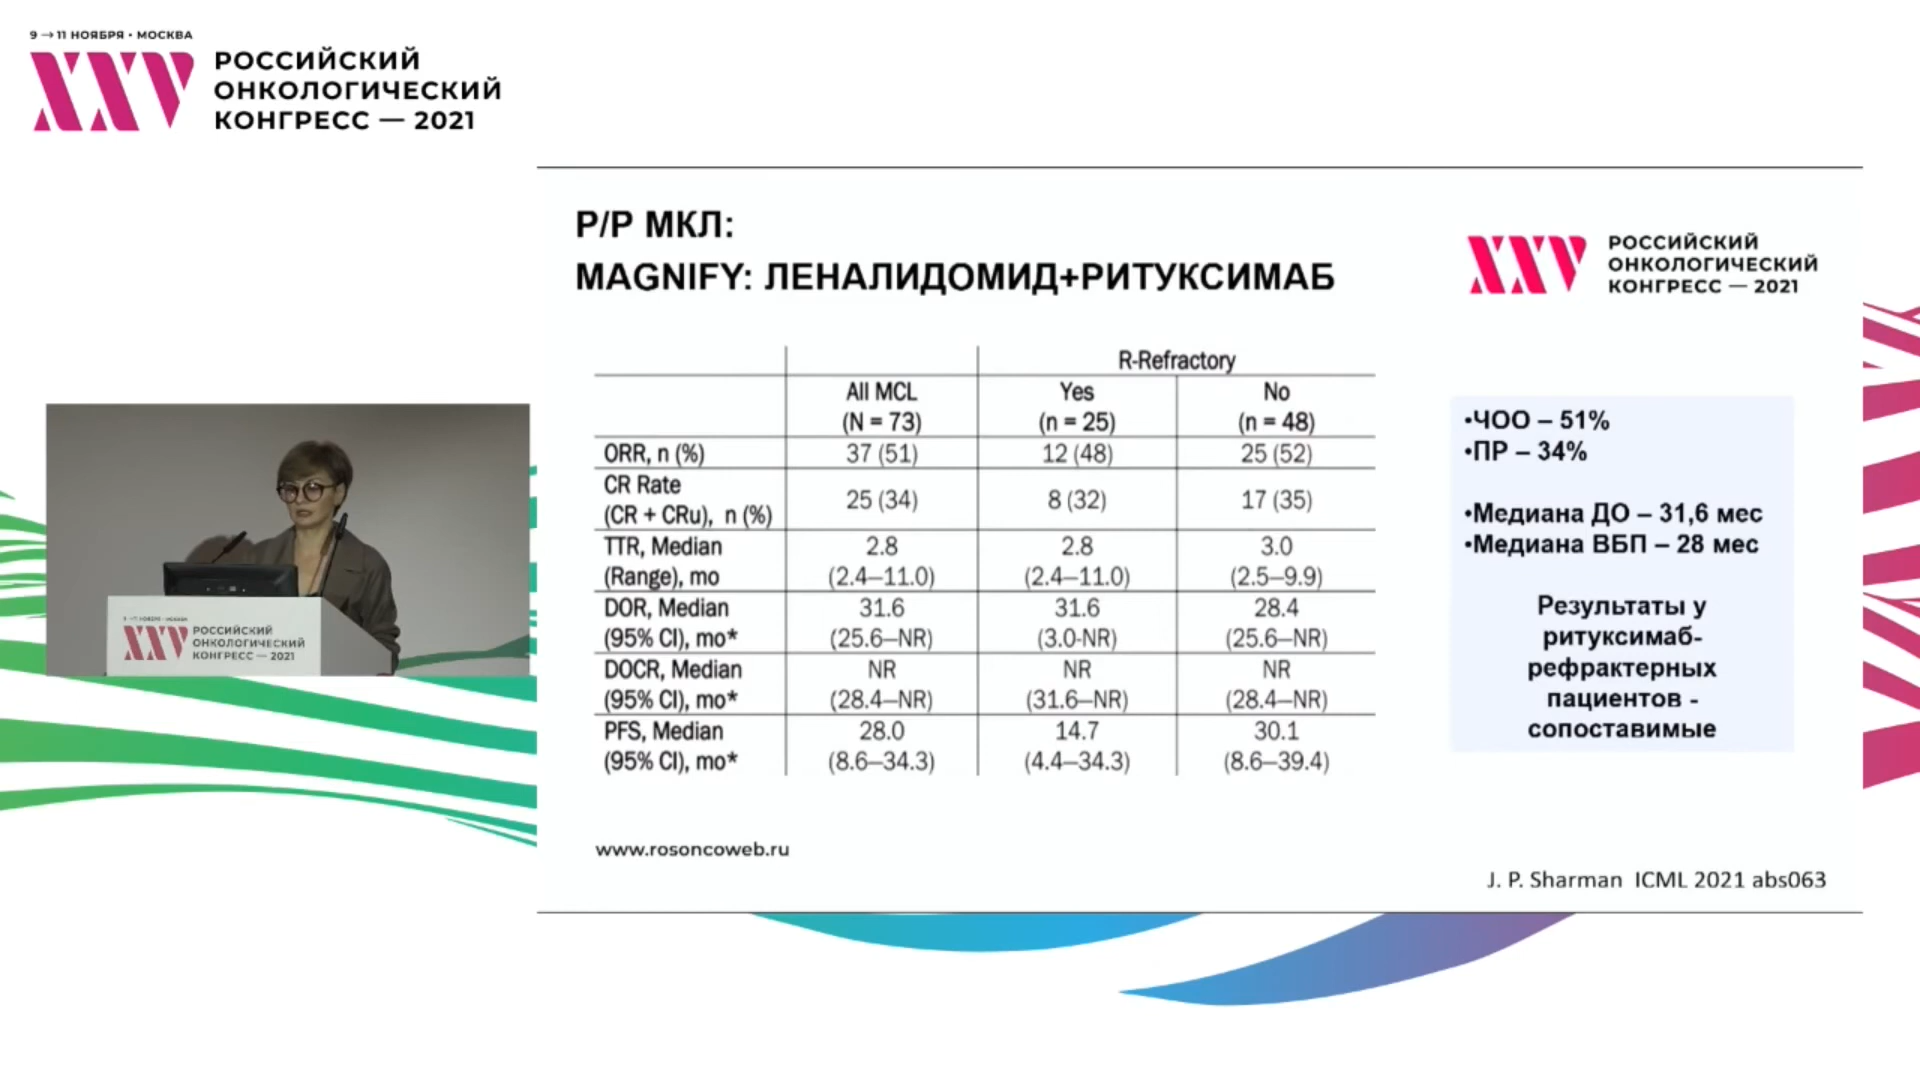 9 → 11 НОЯБРЯ • МОСКВА
XXV
РОССИЙСКИЙ
ОНКОЛОГИЧЕСКИЙ
КОНГРЕСС — 2021
Р/Р МКЛ:
MAGNIFY: ЛЕНАЛИДОМИД+РИТУКСИМАБ
XXV
РОССИЙСКИЙ
ОНКОЛОГИЧЕСКИЙ
КОНГРЕСС — 2021
R-Refractory
All MCL Yes No
(N = 73) (n = 25) (n = 48)
ORR, n (%) 37 (51) 12 (48) 25 (52)
CR Rate
(CR + CRu), n (%) 25 (34) 8 (32) 17 (35)
TTR, Median 2.8 2.8 3.0
(Range), mo (2.4–11.0) (2.4–11.0) (2.5–9.9)
DOR, Median 31.6 31.6 28.4
(95% CI), mo* (25.6–NR) (3.0-NR) (25.6–NR)
DOCR, Median NR NR NR
(95% CI), mo* (28.4–NR) (31.6–NR) (28.4–NR)
PFS, Median 28.0 14.7 30.1
(95% CI), mo* (8.6–34.3) (4.4–34.3) (8.6–39.4)
•ЧОО – 51%
•ПР – 34%
•Медиана ДО – 31,6 мес
•Медиана ВБП – 28 мес
Результаты у
ритуксимаб-
рефрактерных
пациентов -
сопоставимые
www.rosoncoweb.ru
J. P. Sharman ICML 2021 abs063
9 → 11 НОЯБРЯ • МОСКВА
XXV
РОССИЙСКИЙ
ОНКОЛОГИЧЕСКИЙ
КОНГРЕСС — 2021